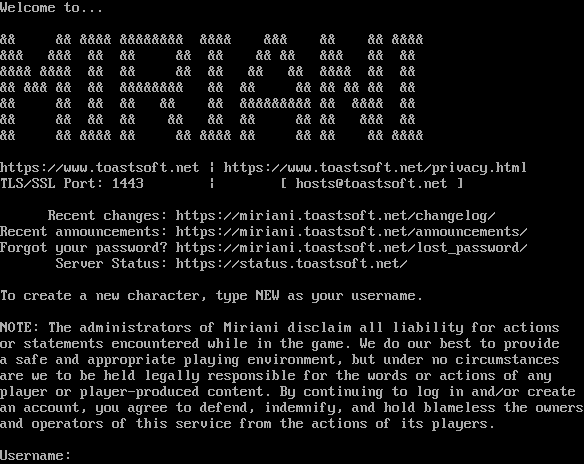 Welcome to...
MIRIANI
https://www.toastsoft.net ¦ https://www.toastsoft.net/privacy.html
TLS/SSL Port: 1443 ¦ [ hosts@toastsoft.net ]
Recent changes: https://miriani.toastsoft.net/changelog/
Recent announcements: https://miriani.toastsoft.net/announcements/
Forgot your password? https://miriani.toastsoft.net/lost_password/
Server Status: https://status.toastsoft.net/
To create a new character, type NEW as your username.
NOTE: The administrators of Miriani disclaim all liability for actions
or statements encountered while in the game. We do our best to provide
a safe and appropriate playing environment, but under no circumstances
are we to be held legally responsible for the words or actions of any
player or player-produced content. By continuing to log in and/or create
an account, you agree to defend, indemnify, and hold blameless the owners
and operators of this service from the actions of its players.
Username: